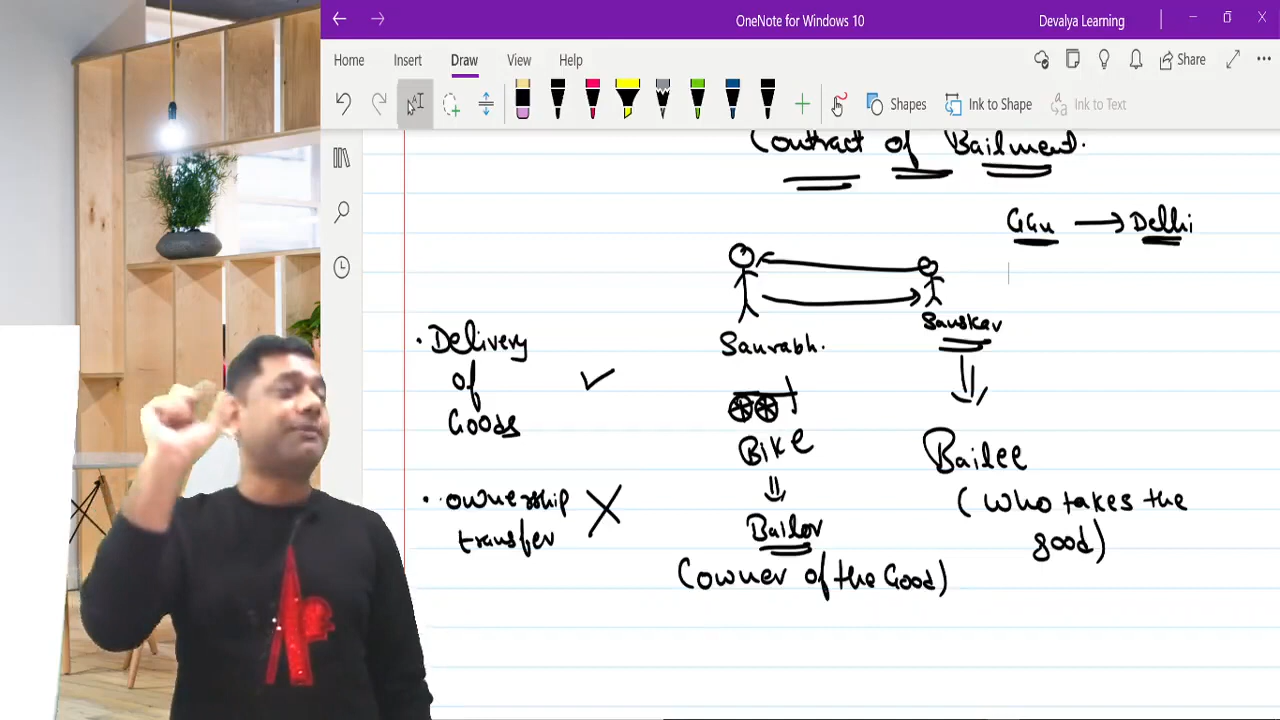 OneNote for Windows 10
Devalya Learning
Home Insert Draw View Help
Share
Shapes
Ink to Shape
Ink to Text
Contract of Bailment.
GGn → Delhi
Saurabh.
Sanskar
• Delivery
of
Goods
Bike
Bailee
(Who takes the
good)
• ownership
transfer
Bailor
(owner of the Good)